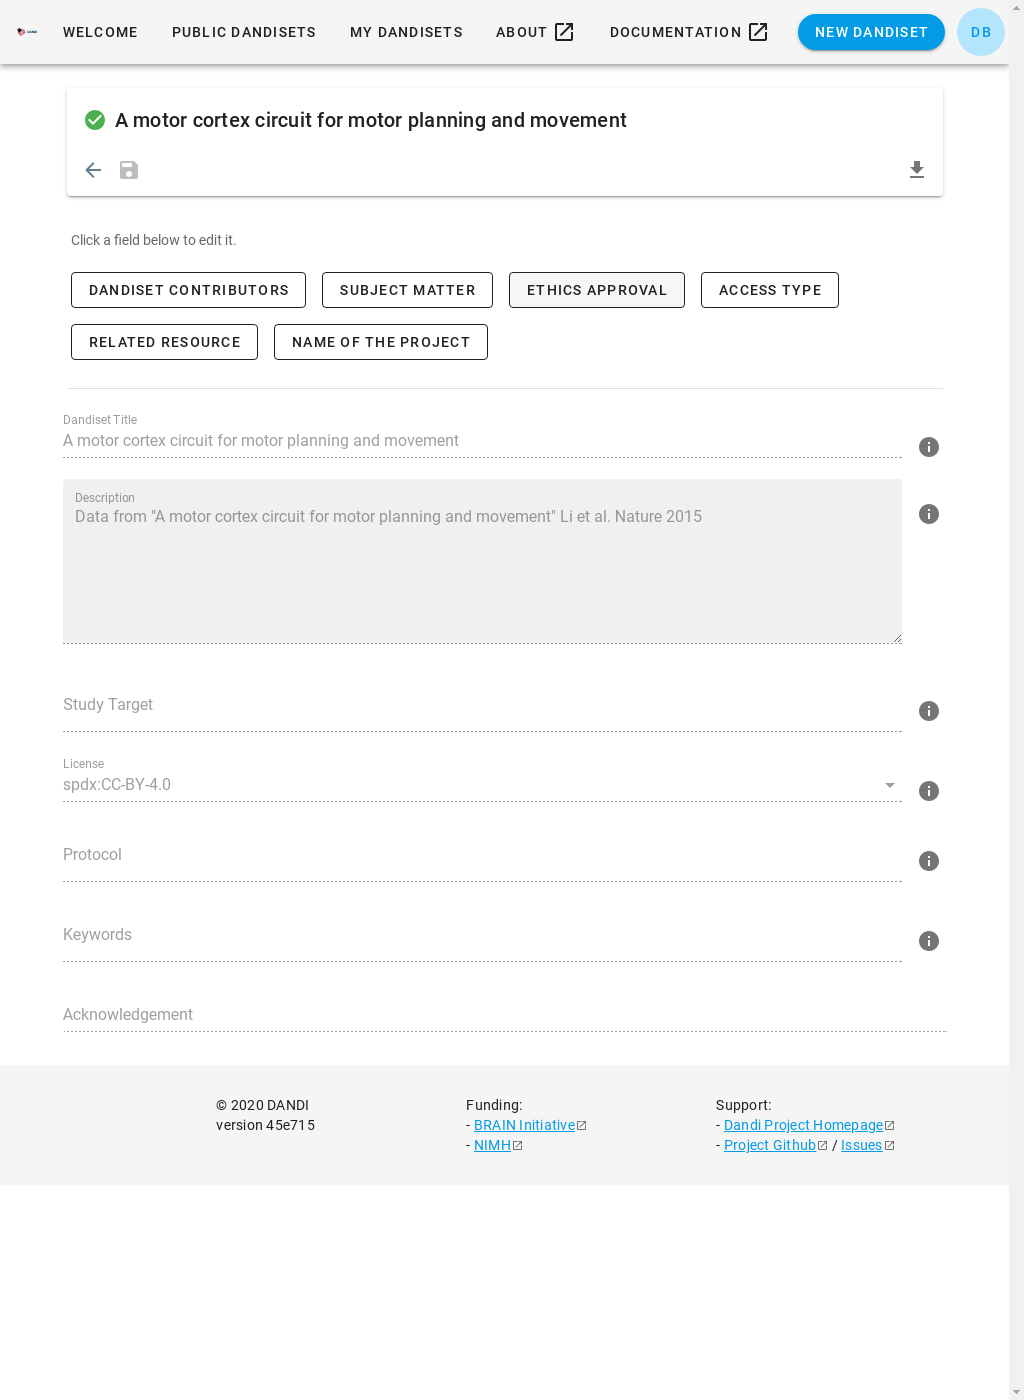 WELCOME PUBLIC DANDISETS MY DANDISETS ABOUT DOCUMENTATION NEW DANDISET DB
A motor cortex circuit for motor planning and movement
Click a field below to edit it.
DANDISET CONTRIBUTORS SUBJECT MATTER ETHICS APPROVAL ACCESS TYPE
RELATED RESOURCE NAME OF THE PROJECT
Dandiset Title
A motor cortex circuit for motor planning and movement
Description
Data from "A motor cortex circuit for motor planning and movement" Li et al. Nature 2015
Study Target
License
spdx:CC-BY-4.0
Protocol
Keywords
Acknowledgement
© 2020 DANDI
version 45e715
Funding:
- BRAIN Initiative
- NIMH
Support:
- Dandi Project Homepage
- Project Github / Issues